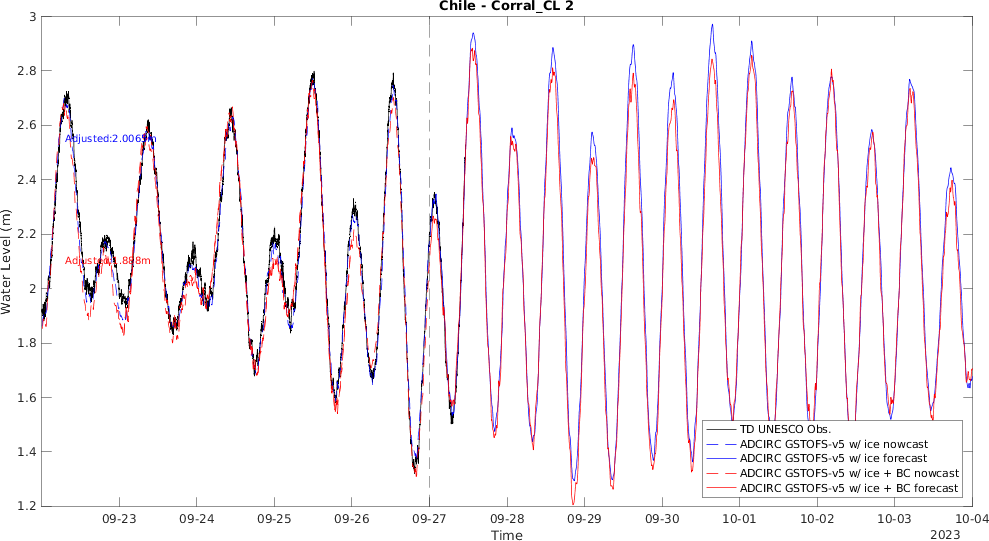 Chile - Corral_CL 2
Water Level (m)
3
2.8
2.6
2.4
2.2
2
1.8
1.6
1.4
1.2
Adjusted:2.0069m
TD UNESCO Obs.
ADCIRC GSTOFS-v5 w/ ice nowcast
ADCIRC GSTOFS-v5 w/ ice forecast
ADCIRC GSTOFS-v5 w/ ice + BC nowcast
ADCIRC GSTOFS-v5 w/ ice + BC forecast
09-23
09-24
09-25
09-26
09-27
09-28
09-29
09-30
10-01
10-02
10-03
10-04
Time
2023